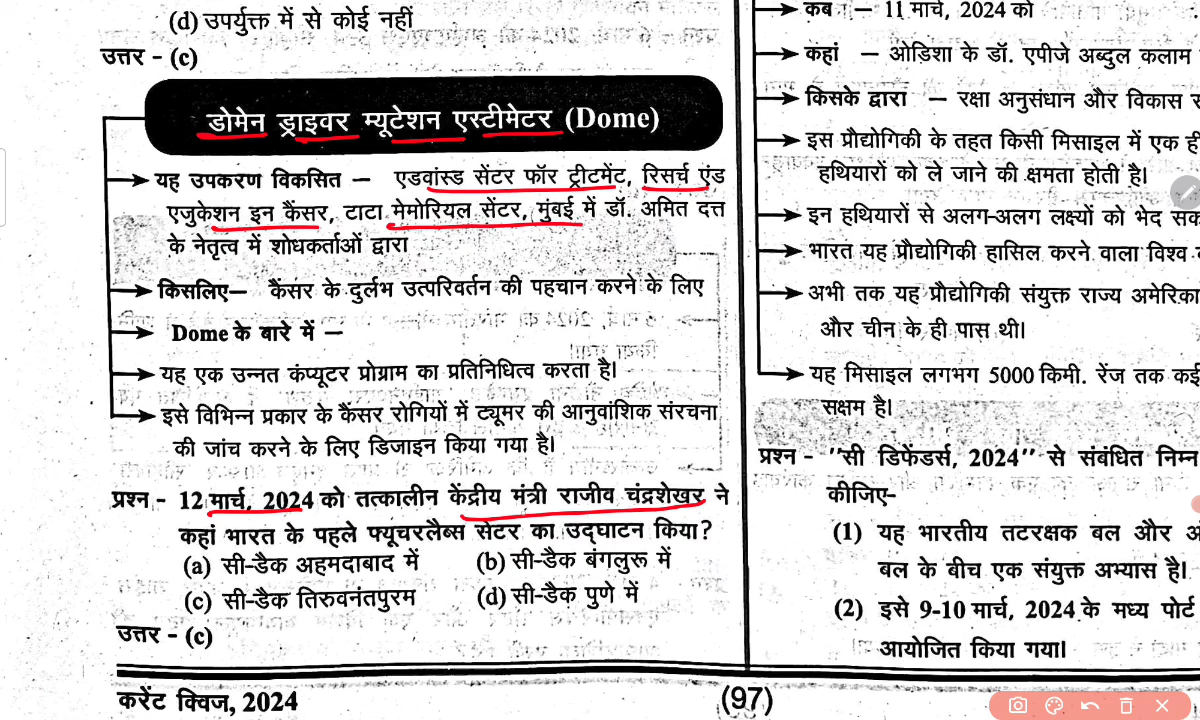 (d) उपर्युक्त में से कोई नहीं
उत्तर - (c)
डोमेन ड्राइवर म्यूटेशन एस्टीमेटर (Dome)
यह उपकरण विकसित – एडवांस्ड सेंटर फॉर ट्रीटमेंट, रिसर्च एंड
एजुकेशन इन कैंसर, टाटा मेमोरियल सेंटर, मुंबई में डॉ. अमित दत्त
के नेतृत्व में शोधकर्ताओं द्वारा
किसलिए– कैंसर के दुर्लभ उत्परिवर्तन की पहचान करने के लिए
Dome के बारे में –
यह एक उन्नत कंप्यूटर प्रोग्राम का प्रतिनिधित्व करता है।
इसे विभिन्न प्रकार के कैंसर रोगियों में ट्यूमर की आनुवांशिक संरचना
की जांच करने के लिए डिजाइन किया गया है।
प्रश्न - 12 मार्च, 2024 को तत्कालीन केंद्रीय मंत्री राजीव चंद्रशेखर ने
कहां भारत के पहले फ्यूचरलैब्स सेंटर का उद्घाटन किया?
(a) सी-डैक अहमदाबाद में (b) सी-डैक बंगलुरू में
(c) सी-डैक तिरुवनंतपुरम (d) सी-डैक पुणे में
उत्तर - (c)
करेंट क्विज, 2024
(97)
कब – 11 मार्च, 2024 को
कहां – ओडिशा के डॉ. एपीजे अब्दुल कलाम
किसके द्वारा – रक्षा अनुसंधान और विकास
इस प्रौद्योगिकी के तहत किसी मिसाइल में एक ही
हथियारों को ले जाने की क्षमता होती है।
इन हथियारों से अलग-अलग लक्ष्यों को भेद
भारत यह प्रौद्योगिकी हासिल करने वाला विश्व
अभी तक यह प्रौद्योगिकी संयुक्त राज्य अमेरिका
और चीन के ही पास थी।
यह मिसाइल लगभग 5000 किमी. रेंज तक कई
सक्षम है।
प्रश्न - ''सी डिफेंडर्स, 2024'' से संबंधित निम्न
कीजिए-
(1) यह भारतीय तटरक्षक बल और
बल के बीच एक संयुक्त अभ्यास है।
(2) इसे 9-10 मार्च, 2024 के मध्य पोर्ट
आयोजित किया गया।